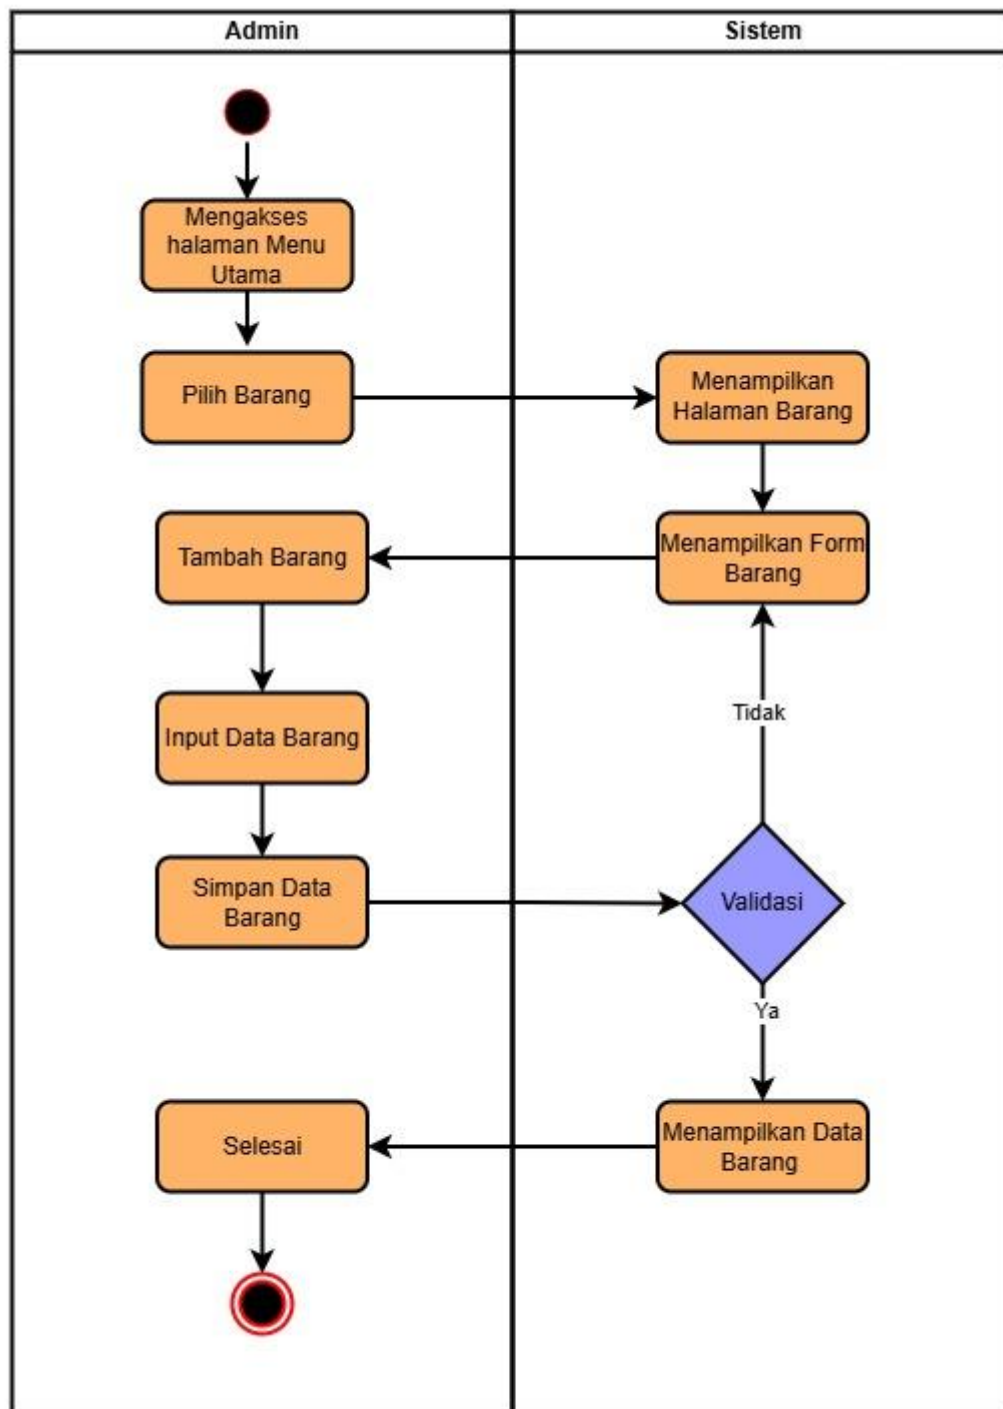 Admin
Sistem
Mengakses
halaman Menu
Utama
Pilih Barang
Menampilkan
Halaman Barang
Tambah Barang
Menampilkan Form
Barang
Input Data Barang
Tidak
Simpan Data
Barang
Validasi
Ya
Selesai
Menampilkan Data
Barang